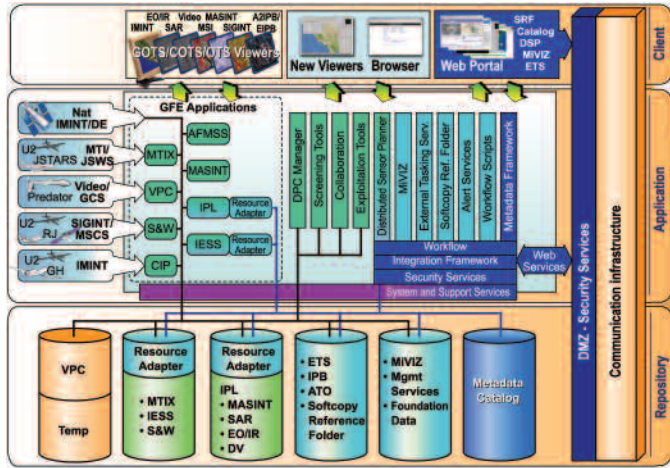 EO/IR Video MASINT A2IPB/
IMINT SAR MSI SIGINT EIPB
GOTS/COTS/OTS Viewers
New Viewers
Browser
Web Portal
SRF
Catalog
DSP
MIVIZ
ETS
Client
Nat
IMINT/DE
U2
JSTARS
MTI/
JSWS
Predator
Video/
GCS
U2
RJ
SIGINT/
MSCS
U2
GH
IMINT
GFE Applications
AFMSS
MTIX
MASINT
VPC
IPL
Resource
Adapter
S&W
IESS
Resource
Adapter
CIP
DPC Manager
Screening Tools
Collaboration
Exploitation Tools
Distributed Sensor Planner
MiVIZ
External Tasking Serv.
Softcopy Ref. Folder
Alert Services
Workflow Scripts
Metadata Framework
Workflow
Integration Framework
Security Services
System and Support Services
Web
Services
DMZ - Security Services
Communication infrastructure
Application
VPC
Temp
Resource
Adapter
• MTIX
• IESS
• S&W
Resource
Adapter
IPL
• MASINT
• SAR
• EO/IR
• DV
• ETS
• IPB
• ATO
• Softcopy
Reference
Folder
• MiVIZ
• Mgmt
Services
• Foundation
Data
Metadata
Catalog
Repository